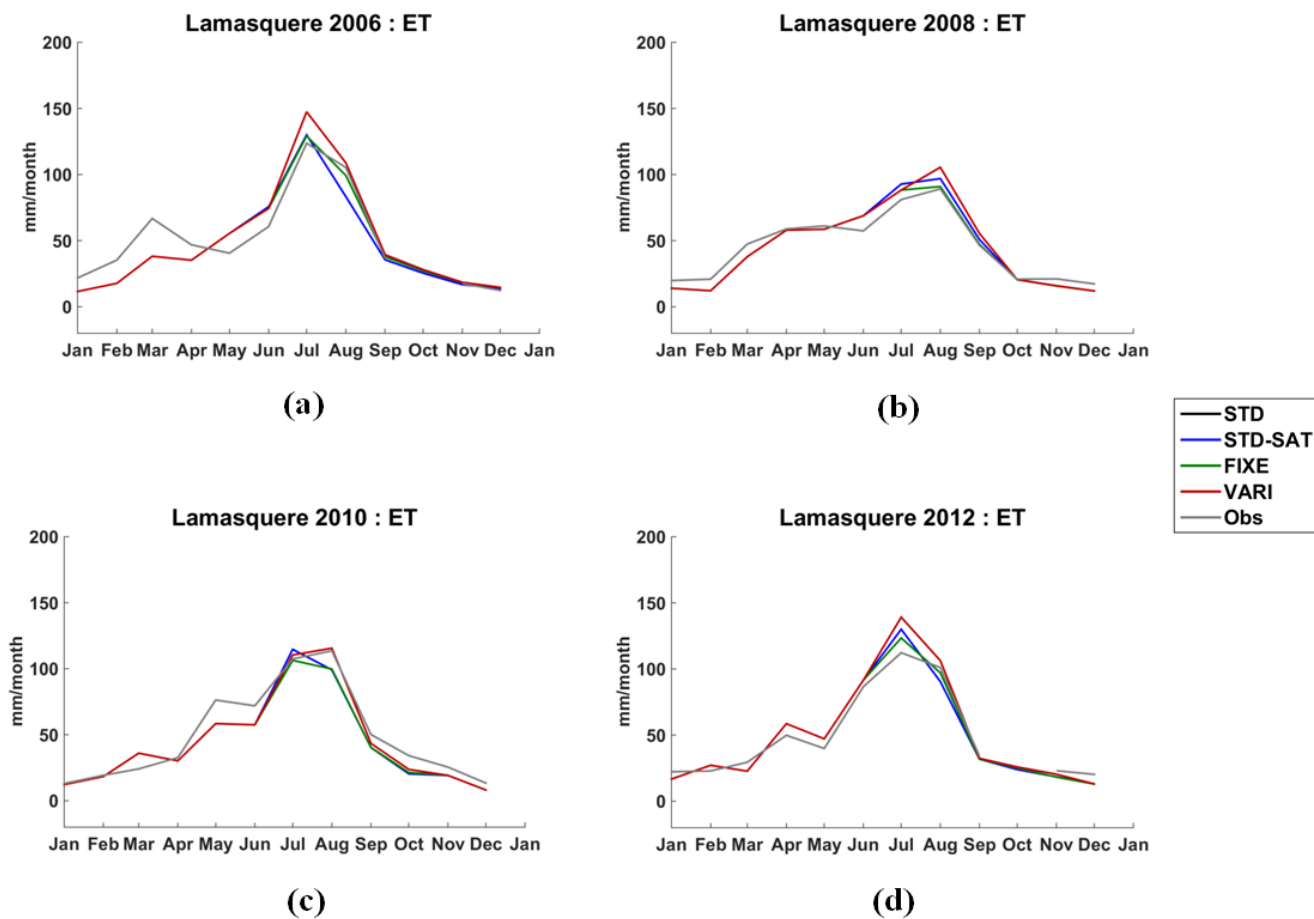 Lamasquere 2006 : ET
200
150
100
50
0
mm/month
Jan Feb Mar Apr May Jun Jul Aug Sep Oct Nov Dec Jan
(a)
Lamasquere 2008 : ET
200
150
100
50
0
mm/month
Jan Feb Mar Apr May Jun Jul Aug Sep Oct Nov Dec Jan
(b)
STD
STD-SAT
FIXE
VARI
Obs
Lamasquere 2010 : ET
200
150
100
50
0
mm/month
Jan Feb Mar Apr May Jun Jul Aug Sep Oct Nov Dec Jan
(c)
Lamasquere 2012 : ET
200
150
100
50
0
mm/month
Jan Feb Mar Apr May Jun Jul Aug Sep Oct Nov Dec Jan
(d)